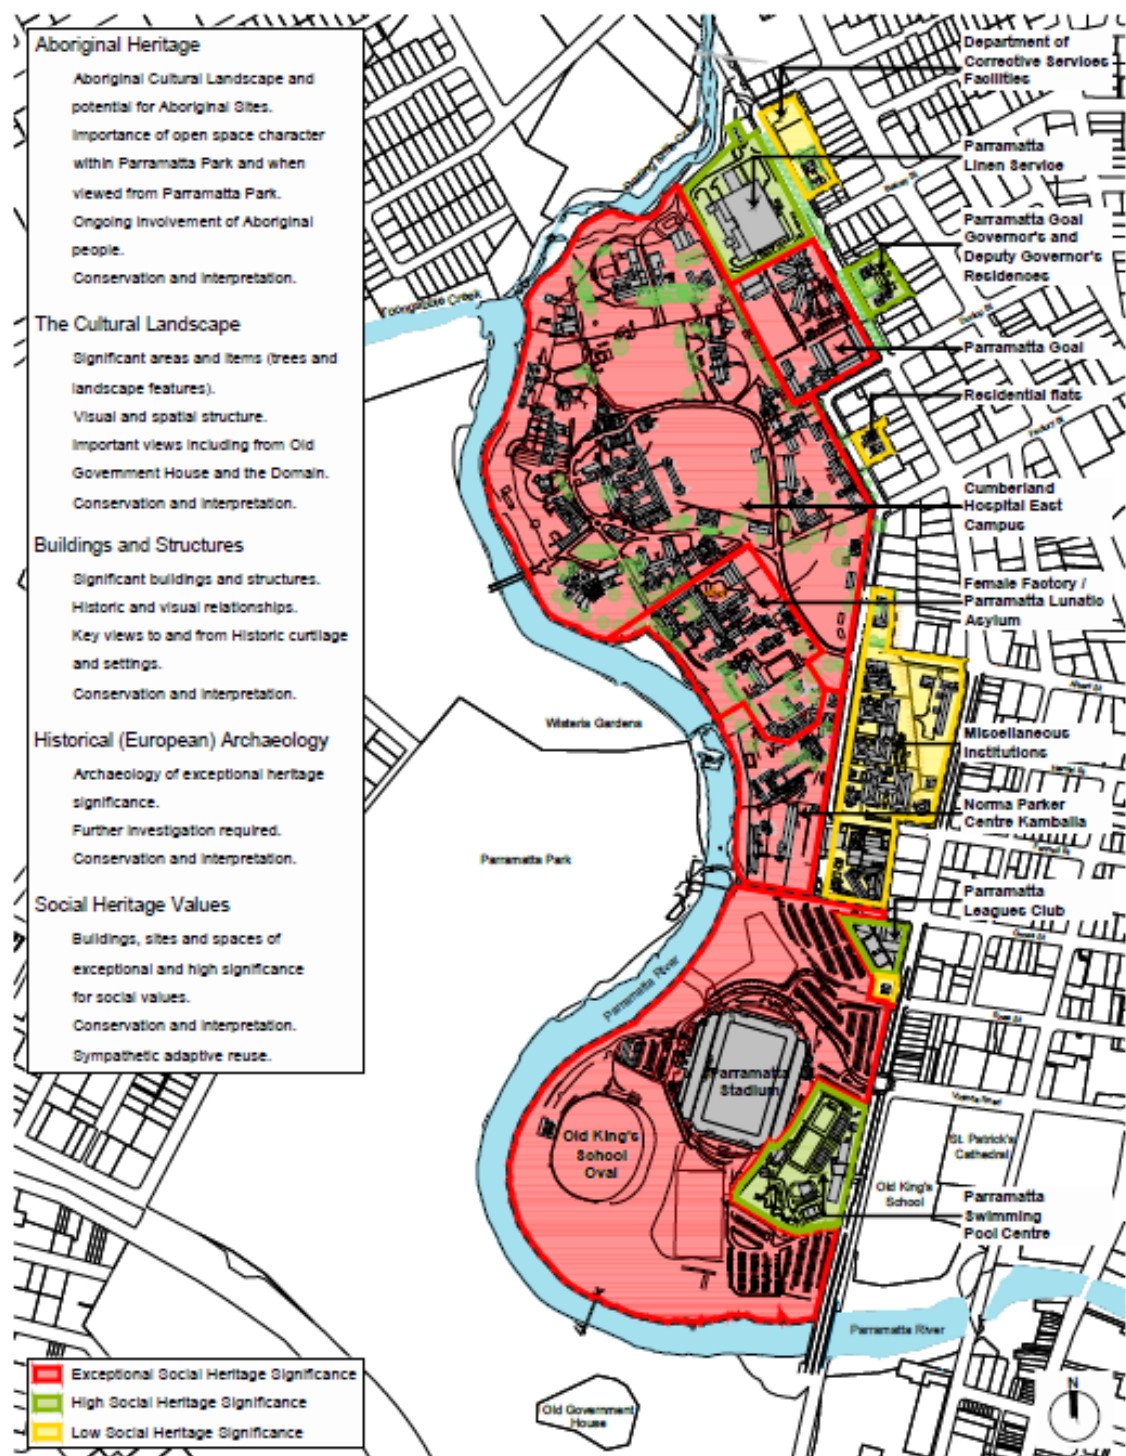 Aboriginal Heritage
Aboriginal Cultural Landscape and
potential for Aboriginal Sites.
Importance of open space character
within Parramatta Park and when
viewed from Parramatta Park.
Ongoing involvement of Aboriginal
people.
Conservation and Interpretation.
The Cultural Landscape
Significant areas and items (trees and
landscape features).
Visual and spatial structure.
Important views including from Old
Government House and the Domain.
Conservation and Interpretation.
Buildings and Structures
Significant buildings and structures.
Historic and visual relationships.
Key views to and from Historic curtilage
and settings.
Conservation and Interpretation.
Historical (European) Archaeology
Archaeology of exceptional heritage
significance.
Further investigation required.
Conservation and Interpretation.
Social Heritage Values
Buildings, sites and spaces of
exceptional and high significance
for social values.
Conservation and Interpretation.
Sympathetic adaptive reuse.
Exceptional Social Heritage Significance
High Social Heritage Significance
Low Social Heritage Significance
Toongabbie Creek
Wisteria Gardens
Parramatta Park
Parramatta River
Parramatta
Stadium
Old King's
School
Oval
Old King's
School
St. Patrick's
Cathedral
Parramatta River
Old Government
House
Department of
Corrective Services
Facilities
Parramatta
Linen Service
Parramatta Goal
Governor's and
Deputy Governor's
Residences
Parramatta Goal
Residential flats
Cumberland
Hospital East
Campus
Female Factory /
Parramatta Lunatic
Asylum
Miscellaneous
Institutions
Norma Parker
Centre Kamballa
Parramatta
Leagues Club
Parramatta
Swimming
Pool Centre
Albert St
N